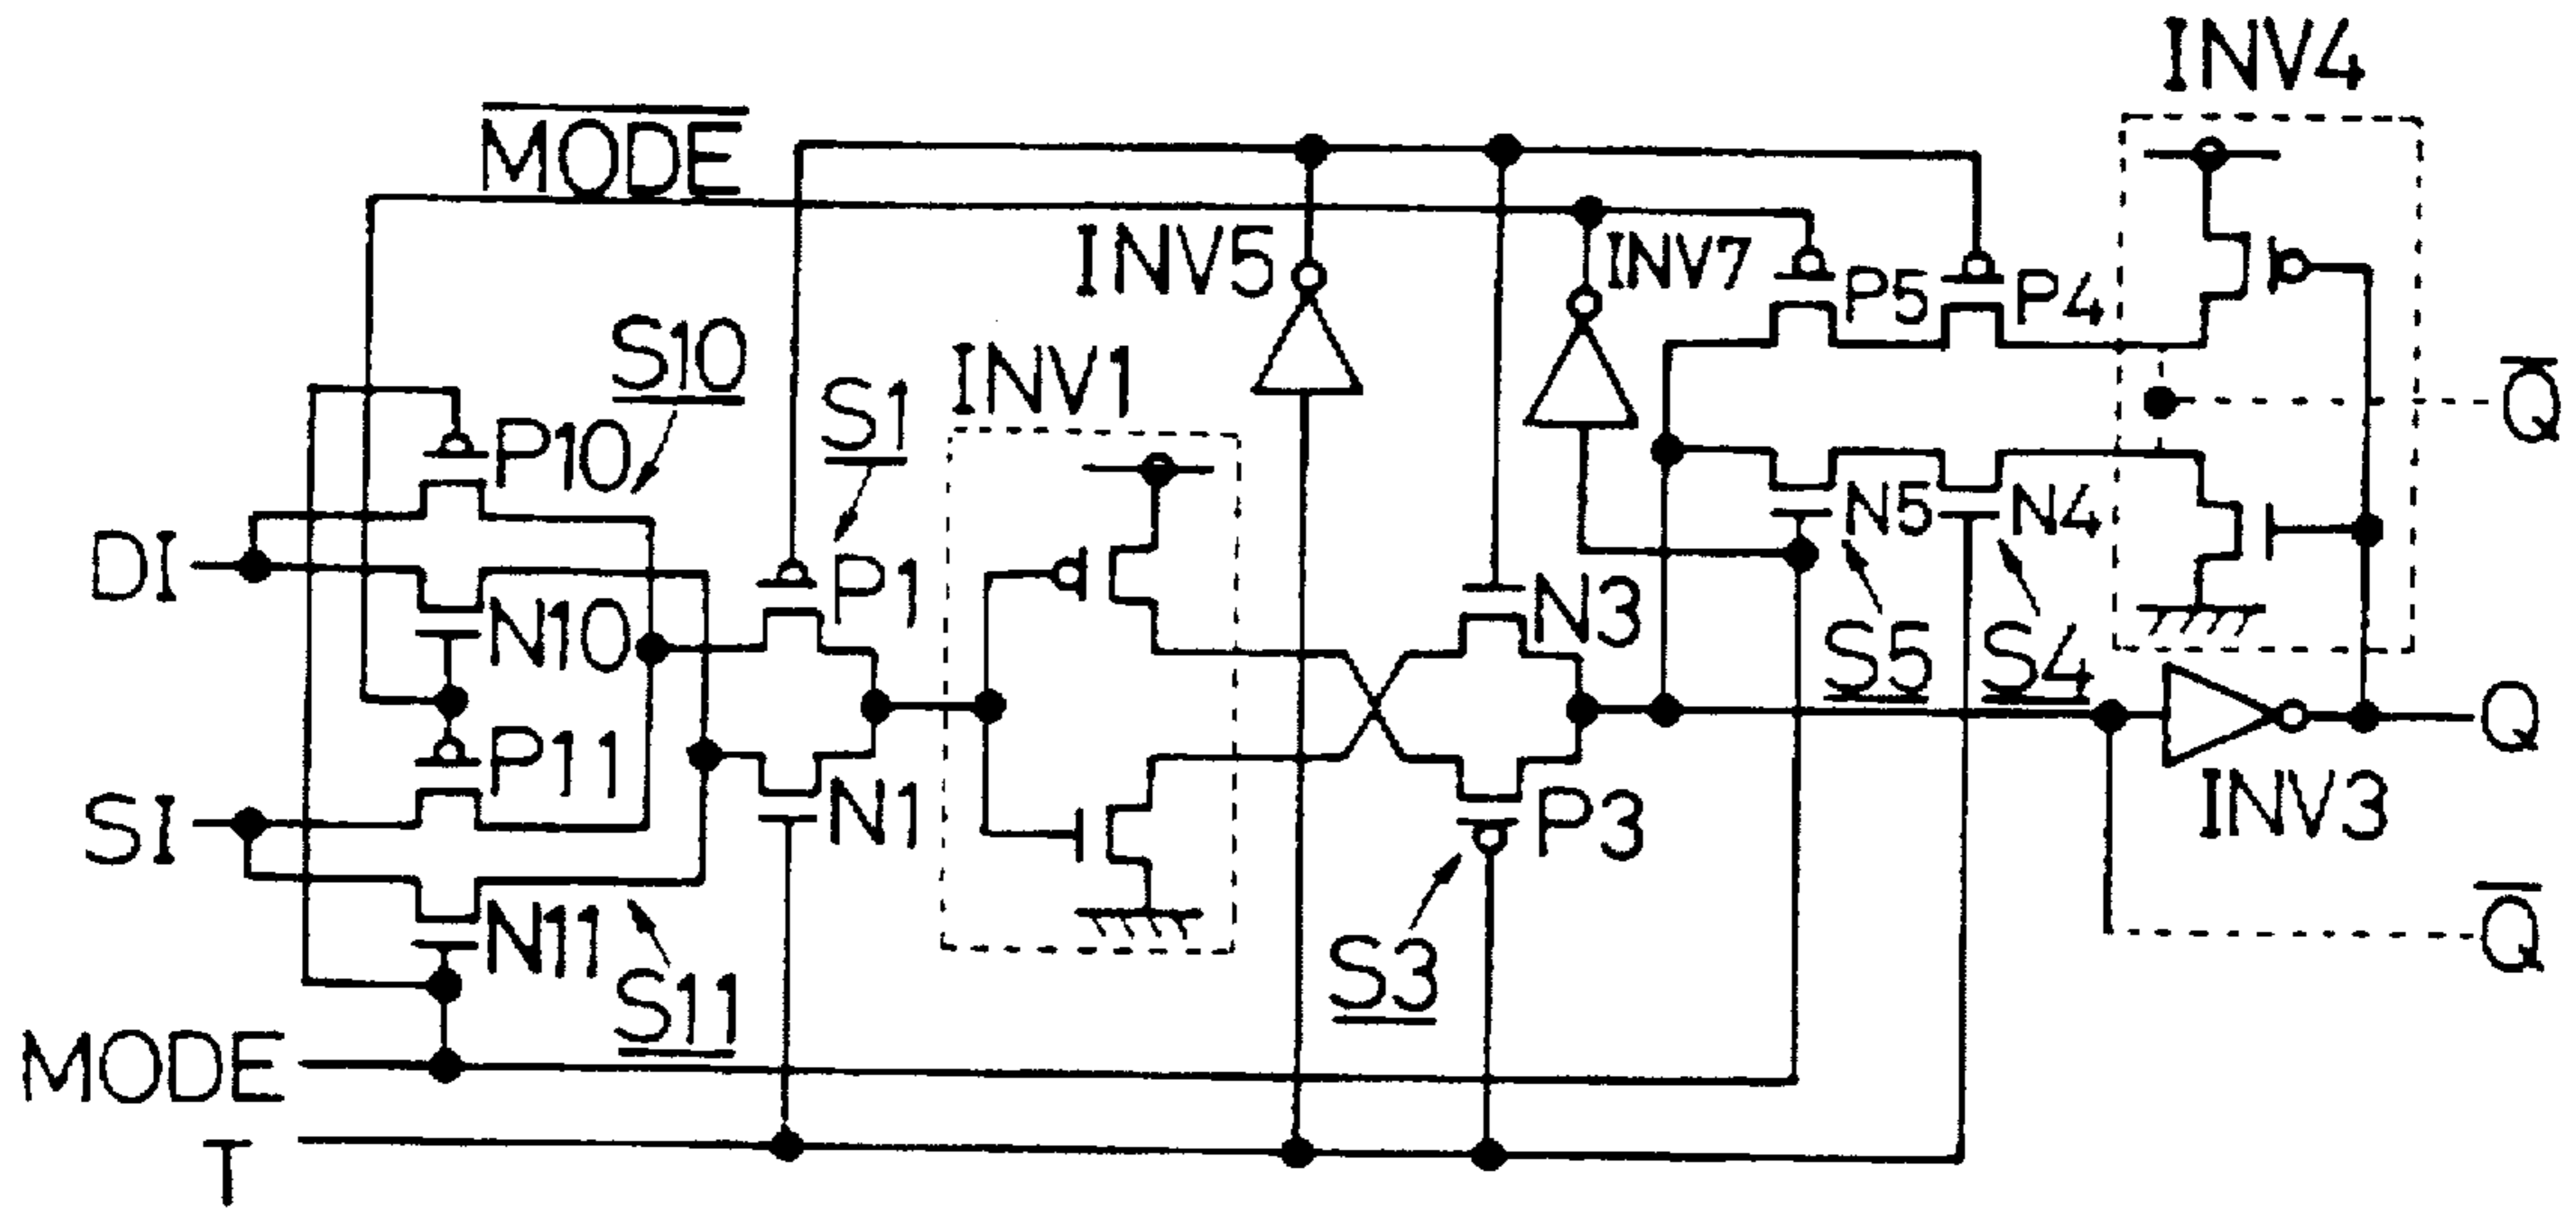 INV4
M̅O̅D̅E̅
INV5
INV7
P5
P4
S10
S1
INV1
Q̅
P10
DI
P1
N5
N4
N10
N3
S5
S4
P11
Q
SI
N1
P3
INV3
N11
S3
Q̅
S11
MODE
T